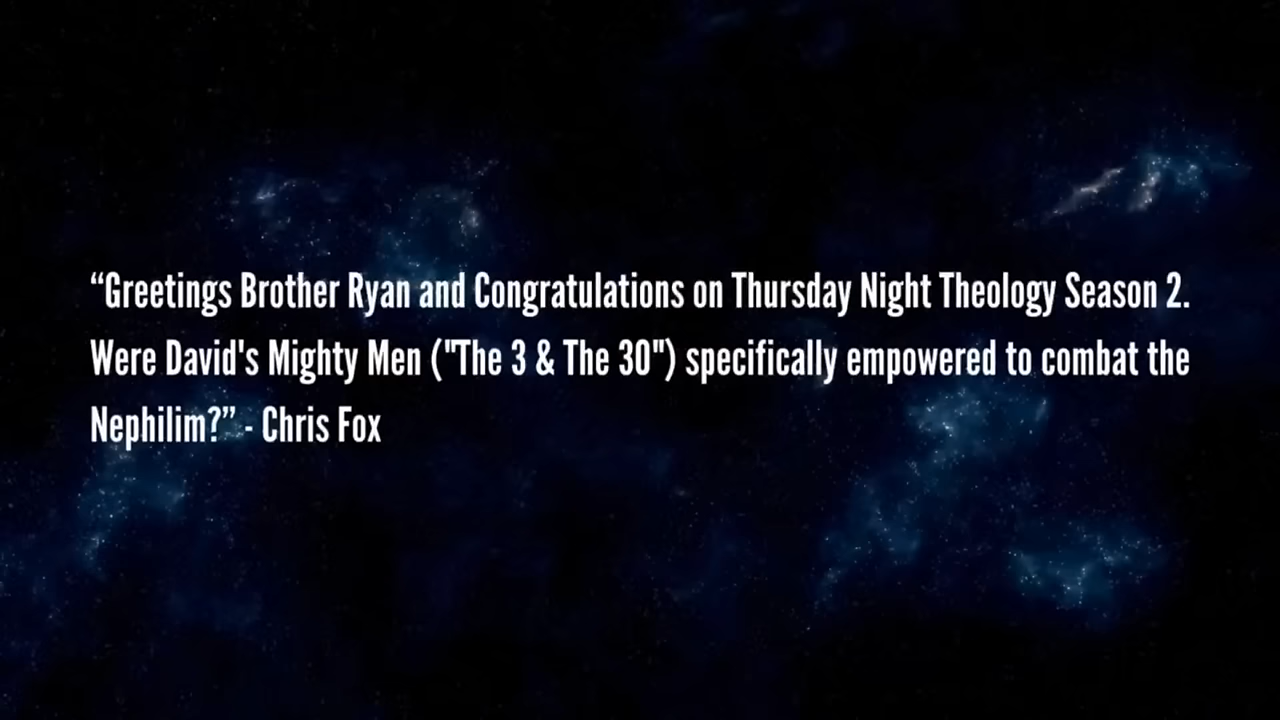 “Greetings Brother Ryan and Congratulations on Thursday Night Theology Season 2.
Were David's Mighty Men ("The 3 & The 30") specifically empowered to combat the
Nephilim?” - Chris Fox